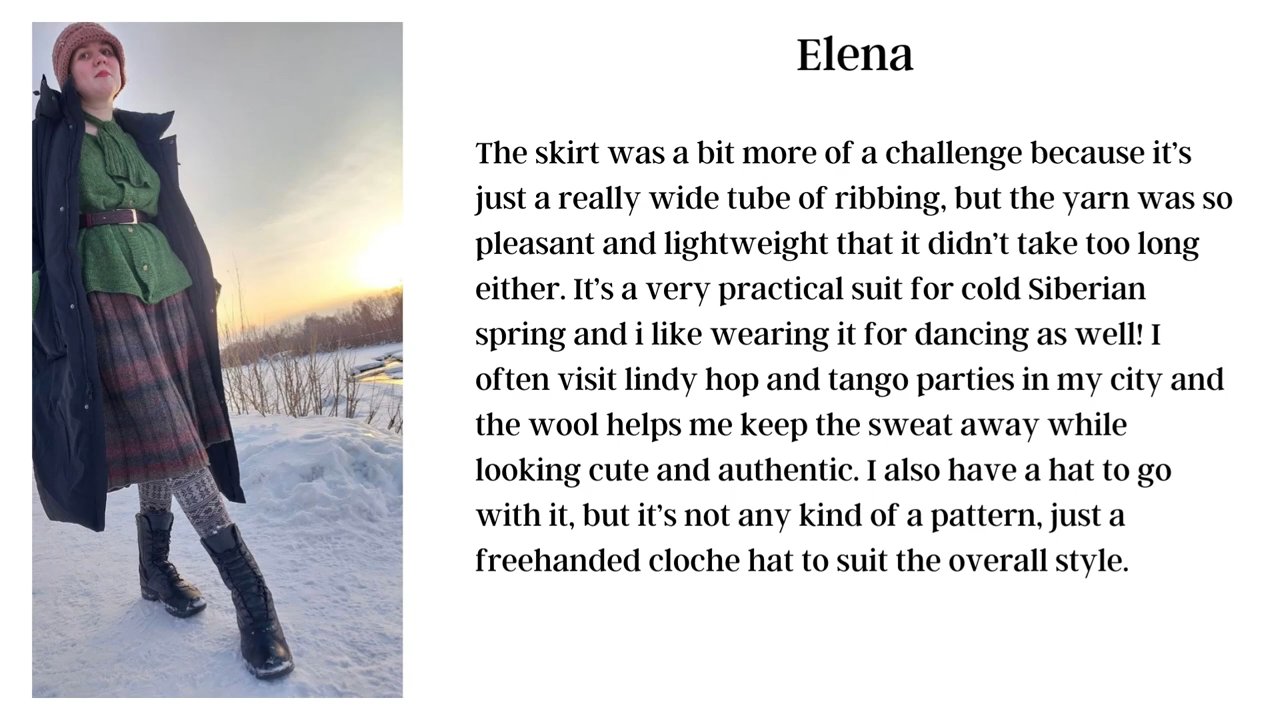 Elena
The skirt was a bit more of a challenge because it’s
just a really wide tube of ribbing, but the yarn was so
pleasant and lightweight that it didn’t take too long
either. It’s a very practical suit for cold Siberian
spring and i like wearing it for dancing as well! I
often visit lindy hop and tango parties in my city and
the wool helps me keep the sweat away while
looking cute and authentic. I also have a hat to go
with it, but it’s not any kind of a pattern, just a
freehanded cloche hat to suit the overall style.